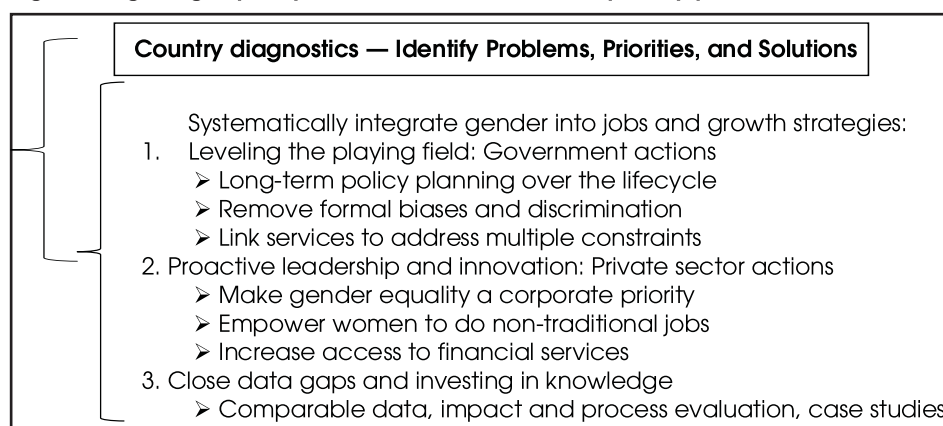 Country diagnostics — Identify Problems, Priorities, and Solutions
Systematically integrate gender into jobs and growth strategies:
1. Leveling the playing field: Government actions
➢ Long-term policy planning over the lifecycle
➢ Remove formal biases and discrimination
➢ Link services to address multiple constraints
2. Proactive leadership and innovation: Private sector actions
➢ Make gender equality a corporate priority
➢ Empower women to do non-traditional jobs
➢ Increase access to financial services
3. Close data gaps and investing in knowledge
➢ Comparable data, impact and process evaluation, case studies